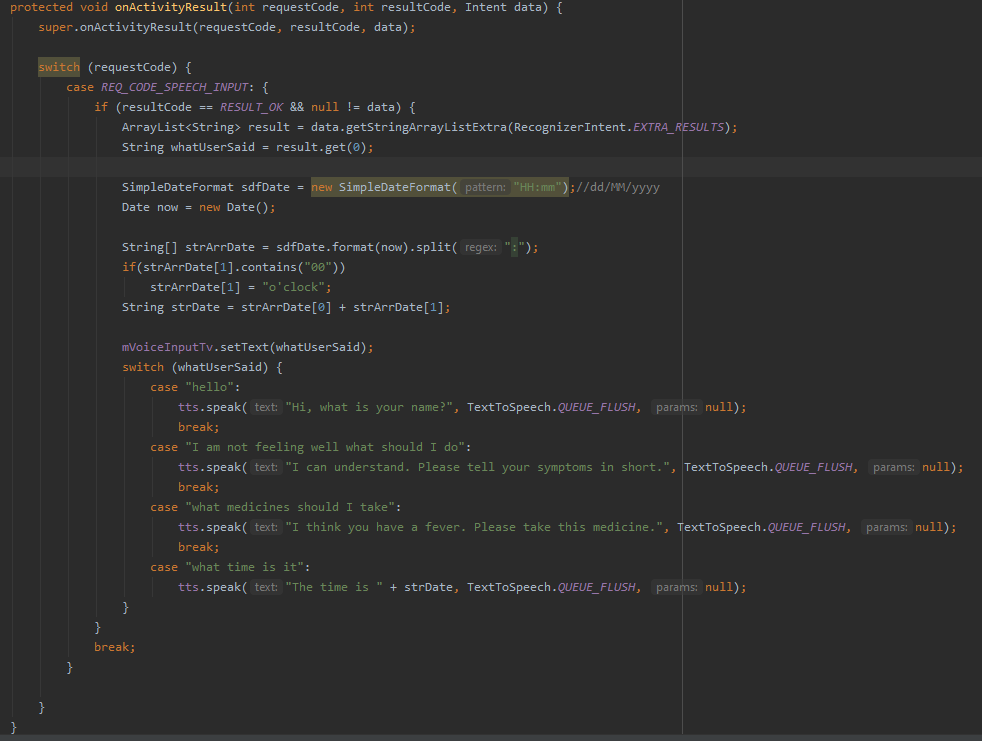 protected void onActivityResult(int requestCode, int resultCode, Intent data) {
super.onActivityResult(requestCode, resultCode, data);
switch (requestCode) {
case REQ_CODE_SPEECH_INPUT: {
if (resultCode == RESULT_OK && null != data) {
ArrayList<String> result = data.getStringArrayListExtra(RecognizerIntent.EXTRA_RESULTS);
String whatUserSaid = result.get(0);
SimpleDateFormat sdfDate = new SimpleDateFormat( pattern: "HH:mm");//dd/MM/yyyy
Date now = new Date();
String[] strArrDate = sdfDate.format(now).split( regex: ":");
if(strArrDate[1].contains("00"))
strArrDate[1] = "o'clock";
String strDate = strArrDate[0] + strArrDate[1];
mVoiceInputTv.setText(whatUserSaid);
switch (whatUserSaid) {
case "hello":
tts.speak( text: "Hi, what is your name?", TextToSpeech.QUEUE_FLUSH, params: null);
break;
case "I am not feeling well what should I do":
tts.speak( text: "I can understand. Please tell your symptoms in short.", TextToSpeech.QUEUE_FLUSH, params: null);
break;
case "what medicines should I take":
tts.speak( text: "I think you have a fever. Please take this medicine.", TextToSpeech.QUEUE_FLUSH, params: null);
break;
case "what time is it":
tts.speak( text: "The time is " + strDate, TextToSpeech.QUEUE_FLUSH, params: null);
}
}
break;
}
}
}